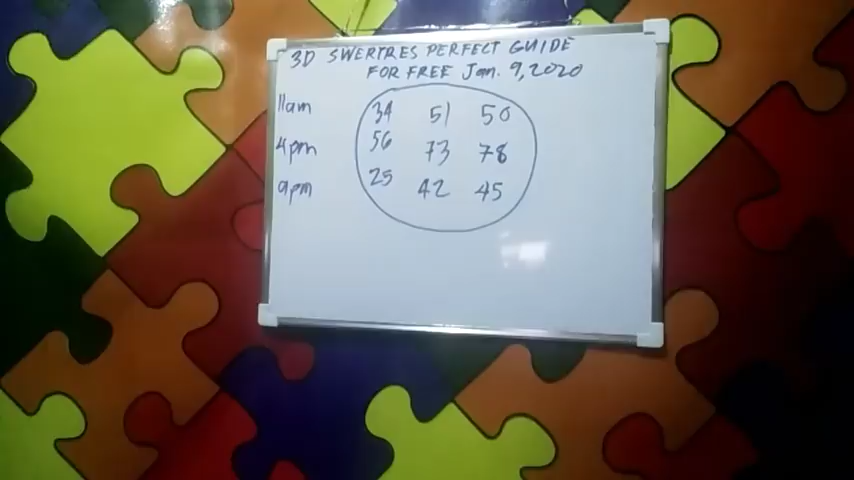 3D SWERTRES PERFECT GUIDE
FOR FREE Jan. 9, 2020
11am 34 51 50
4pm 56 73 78
9pm 25 42 45